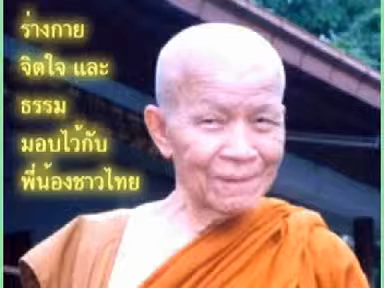 ร่างกาย
จิตใจ และ
ธรรม
มอบไว้กับ
พี่น้องชาวไทย